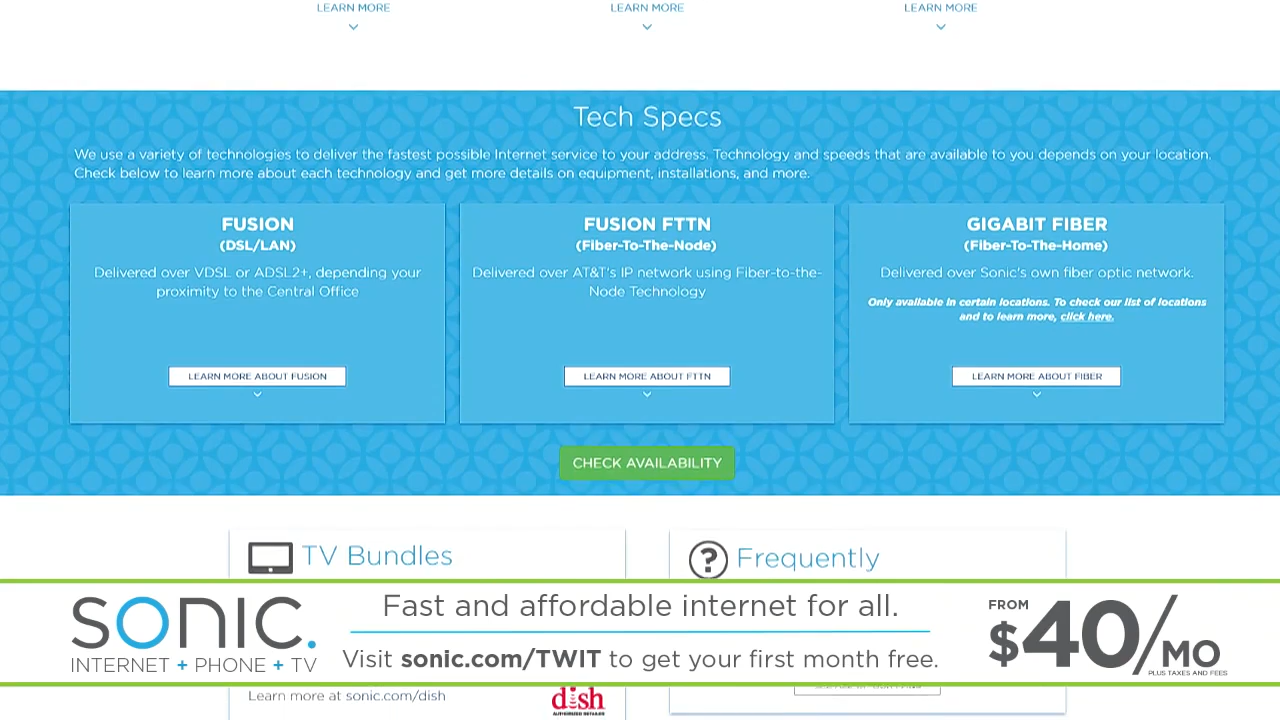 LEARN MORE
LEARN MORE
LEARN MORE
Tech Specs
We use a variety of technologies to deliver the fastest possible Internet service to your address. Technology and speeds that are available to you depends on your location.
Check below to learn more about each technology and get more details on equipment, installations, and more.
FUSION
(DSL/LAN)
Delivered over VDSL or ADSL2+, depending your
proximity to the Central Office
LEARN MORE ABOUT FUSION
FUSION FTTN
(Fiber-To-The-Node)
Delivered over AT&T's IP network using Fiber-to-the-
Node Technology
LEARN MORE ABOUT FTTN
GIGABIT FIBER
(Fiber-To-The-Home)
Delivered over Sonic's own fiber optic network.
Only available in certain locations. To check our list of locations
and to learn more, click here.
LEARN MORE ABOUT FIBER
CHECK AVAILABILITY
TV Bundles
Frequently
SONIC.
INTERNET + PHONE + TV
Fast and affordable internet for all.
Visit sonic.com/TWIT to get your first month free.
FROM
$40/MO
PLUS TAXES AND FEES
Learn more at sonic.com/dish
dish
AUTHORIZED RETAILER